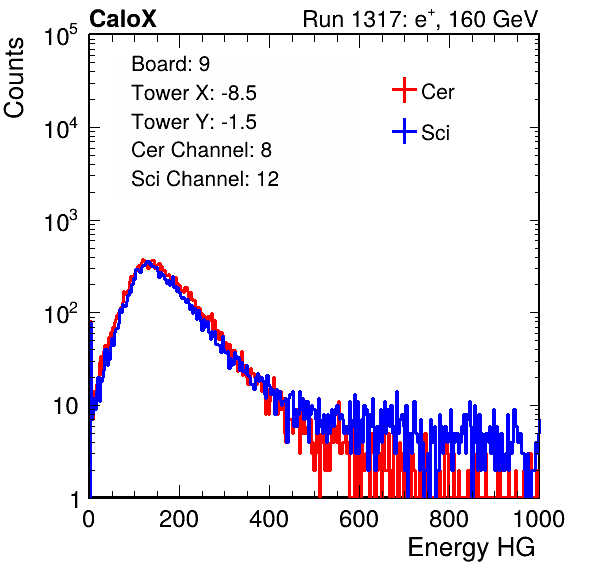 CaloX Run 1317: e⁺, 160 GeV
Counts
10⁵
10⁴
10³
10²
10
1
Board: 9
Tower X: -8.5
Tower Y: -1.5
Cer Channel: 8
Sci Channel: 12
Cer
Sci
0 200 400 600 800 1000
Energy HG